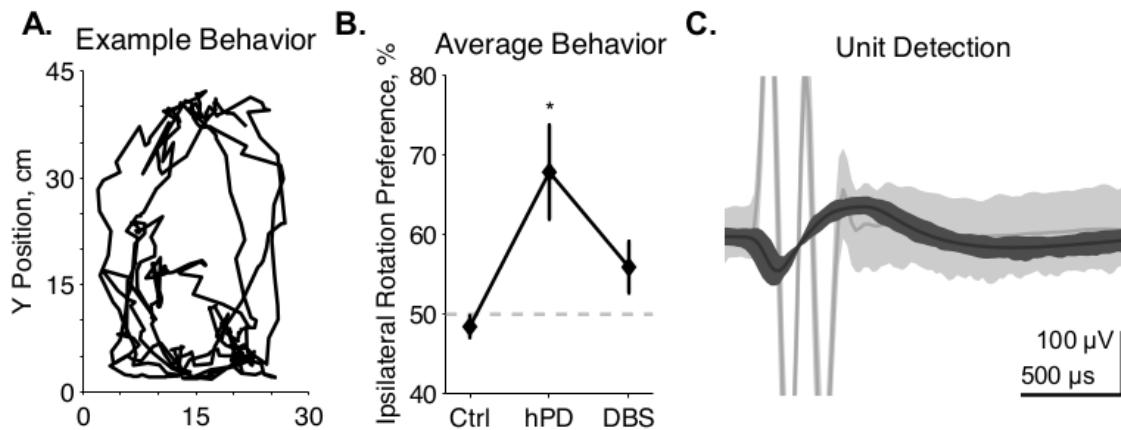 A.
Example Behavior
Y Position, cm
45
30
15
0
0 15 30
B.
Average Behavior
Ipsilateral Rotation Preference, %
80
70
60
50
40
*
Ctrl hPD DBS
C.
Unit Detection
100 µV
500 µs